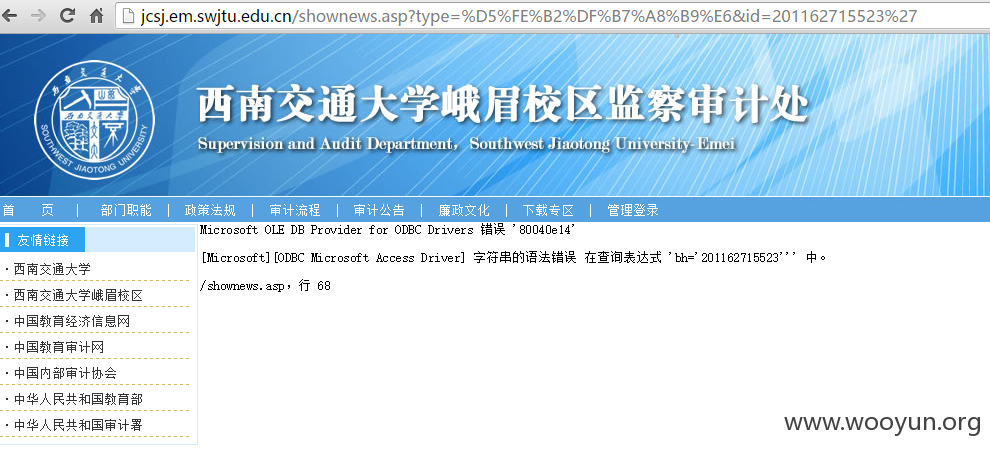 jcsj.em.swjtu.edu.cn/shownews.asp?type=%D5%FE%B2%DF%B7%A8%B9%E6&id=201162715523%27
西南交通大学
SOUTHWEST JIAOTONG UNIVERSITY
西南交通大学峨眉校区监察审计处
Supervision and Audit Department, Southwest Jiaotong University-Emei
首 页 | 部门职能 | 政策法规 | 审计流程 | 审计公告 | 廉政文化 | 下载专区 | 管理登录
友情链接
·西南交通大学
·西南交通大学峨眉校区
·中国教育经济信息网
·中国教育审计网
·中国内部审计协会
·中华人民共和国教育部
·中华人民共和国审计署
Microsoft OLE DB Provider for ODBC Drivers 错误 '80040e14'
[Microsoft][ODBC Microsoft Access Driver] 字符串的语法错误 在查询表达式 'bh='201162715523''' 中。
/shownews.asp，行 68
www.wooyun.org